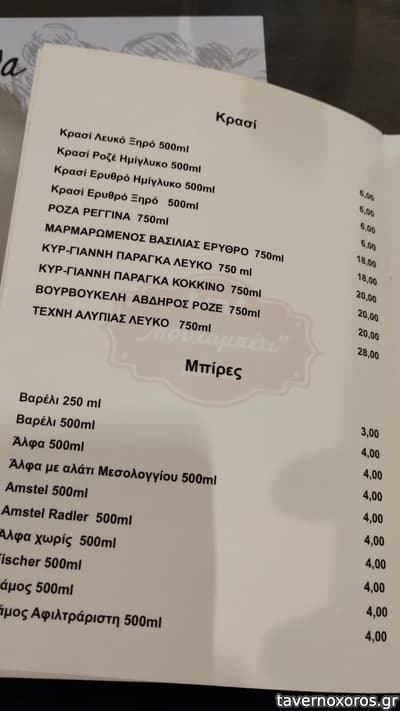 Κρασί
Κρασί Λευκό Ξηρό 500ml 6,00
Κρασί Ροζέ Ημίγλυκο 500ml 6,00
Κρασί Ερυθρό Ημίγλυκο 500ml 6,00
Κρασί Ερυθρό Ξηρό 500ml 6,00
ΡΟΖΑ ΡΕΓΓΙΝΑ 750ml 18,00
ΜΑΡΜΑΡΩΜΕΝΟΣ ΒΑΣΙΛΙΑΣ ΕΡΥΘΡΟ 750ml 18,00
ΚΥΡ-ΓΙΑΝΝΗ ΠΑΡΑΓΚΑ ΛΕΥΚΟ 750 ml 20,00
ΚΥΡ-ΓΙΑΝΝΗ ΠΑΡΑΓΚΑ ΚΟΚΚΙΝΟ 750ml 20,00
ΒΟΥΡΒΟΥΚΕΛΗ ΑΒΔΗΡΟΣ ΡΟΖΕ 750ml 20,00
ΤΕΧΝΗ ΑΛΥΠΙΑΣ ΛΕΥΚΟ 750ml 28,00
Μπίρες
Βαρέλι 250 ml 3,00
Βαρέλι 500ml 4,00
Άλφα 500ml 4,00
Άλφα με αλάτι Μεσολογγίου 500ml 4,00
Amstel 500ml 4,00
Amstel Radler 500ml 4,00
Άλφα χωρίς 500ml 4,00
ischer 500ml 4,00
άμος 500ml 4,00
άμος Αφιλτράριστη 500ml 4,00
tavernoxoros.gr